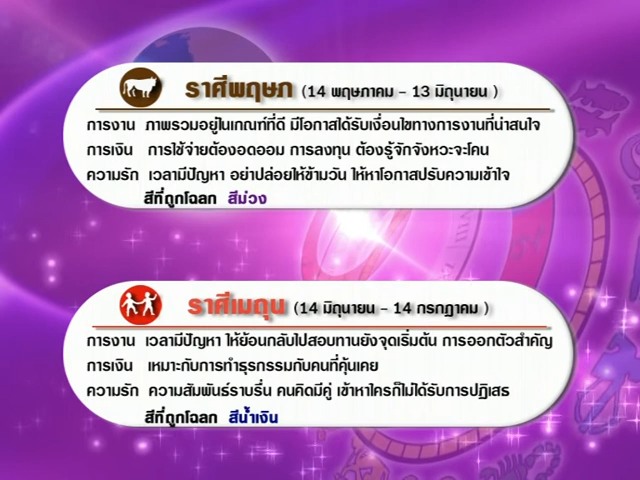 ราศีพฤษภ (14 พฤษภาคม - 13 มิถุนายน )
การงาน ภาพรวมอยู่ในเกณฑ์ที่ดี มีโอกาสได้รับเงื่อนไขทางการงานที่น่าสนใจ
การเงิน การใช้จ่ายต้องอดออม การลงทุน ต้องรู้จักจังหวะจะโคน
ความรัก เวลามีปัญหา อย่าปล่อยให้ข้ามวัน ให้หาโอกาสปรับความเข้าใจ
สีที่ถูกโฉลก สีม่วง
ราศีเมถุน (14 มิถุนายน - 14 กรกฎาคม )
การงาน เวลามีปัญหา ให้ย้อนกลับไปสอบทานยังจุดเริ่มต้น การออกตัวสำคัญ
การเงิน เหมาะกับการทำธุรกรรมกับคนที่คุ้นเคย
ความรัก ความสัมพันธ์ราบรื่น คนคิดมีคู่ เข้าหาใครก็ไม่ได้รับการปฏิเสธ
สีที่ถูกโฉลก สีน้ำเงิน